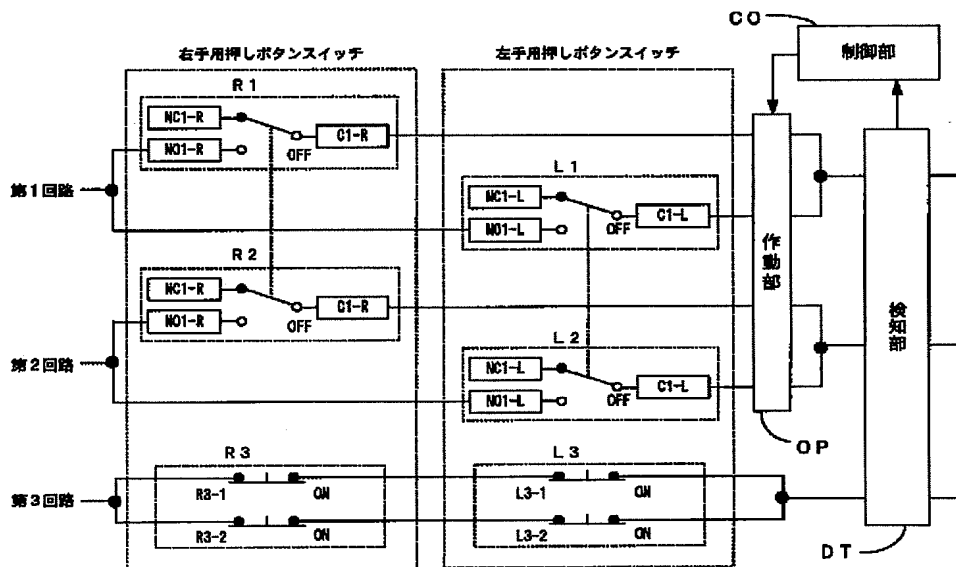 CO
制御部
右手用押しボタンスイッチ
左手用押しボタンスイッチ
R1
NC1-R
NO1-R
OFF
C1-R
第1回路
L1
NC1-L
NO1-L
OFF
C1-L
作動部
R2
NC1-R
NO1-R
OFF
C1-R
検知部
第2回路
L2
NC1-L
NO1-L
OFF
C1-L
OP
R3
L3
第3回路
R3-1
ON
L3-1
ON
R3-2
ON
L3-2
ON
DT